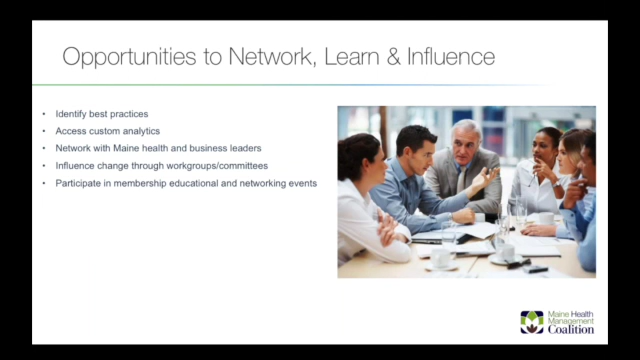 Opportunities to Network, Learn & Influence
• Identify best practices
• Access custom analytics
• Network with Maine health and business leaders
• Influence change through workgroups/committees
• Participate in membership educational and networking events
Maine Health
Management
Coalition